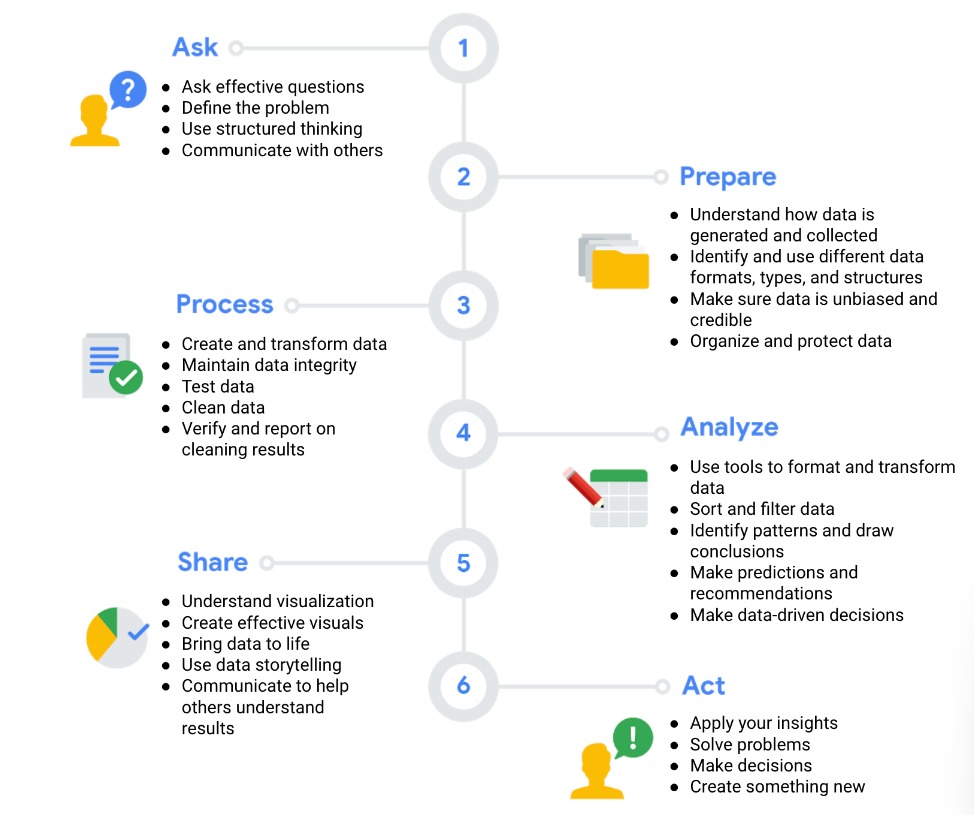 Ask
1
?
● Ask effective questions
● Define the problem
● Use structured thinking
● Communicate with others
2
Prepare
● Understand how data is
generated and collected
● Identify and use different data
formats, types, and structures
● Make sure data is unbiased and
credible
● Organize and protect data
Process
3
● Create and transform data
● Maintain data integrity
● Test data
● Clean data
● Verify and report on
cleaning results
4
Analyze
● Use tools to format and transform
data
● Sort and filter data
● Identify patterns and draw
conclusions
● Make predictions and
recommendations
● Make data-driven decisions
Share
5
● Understand visualization
● Create effective visuals
● Bring data to life
● Use data storytelling
● Communicate to help
others understand
results
6
Act
!
● Apply your insights
● Solve problems
● Make decisions
● Create something new